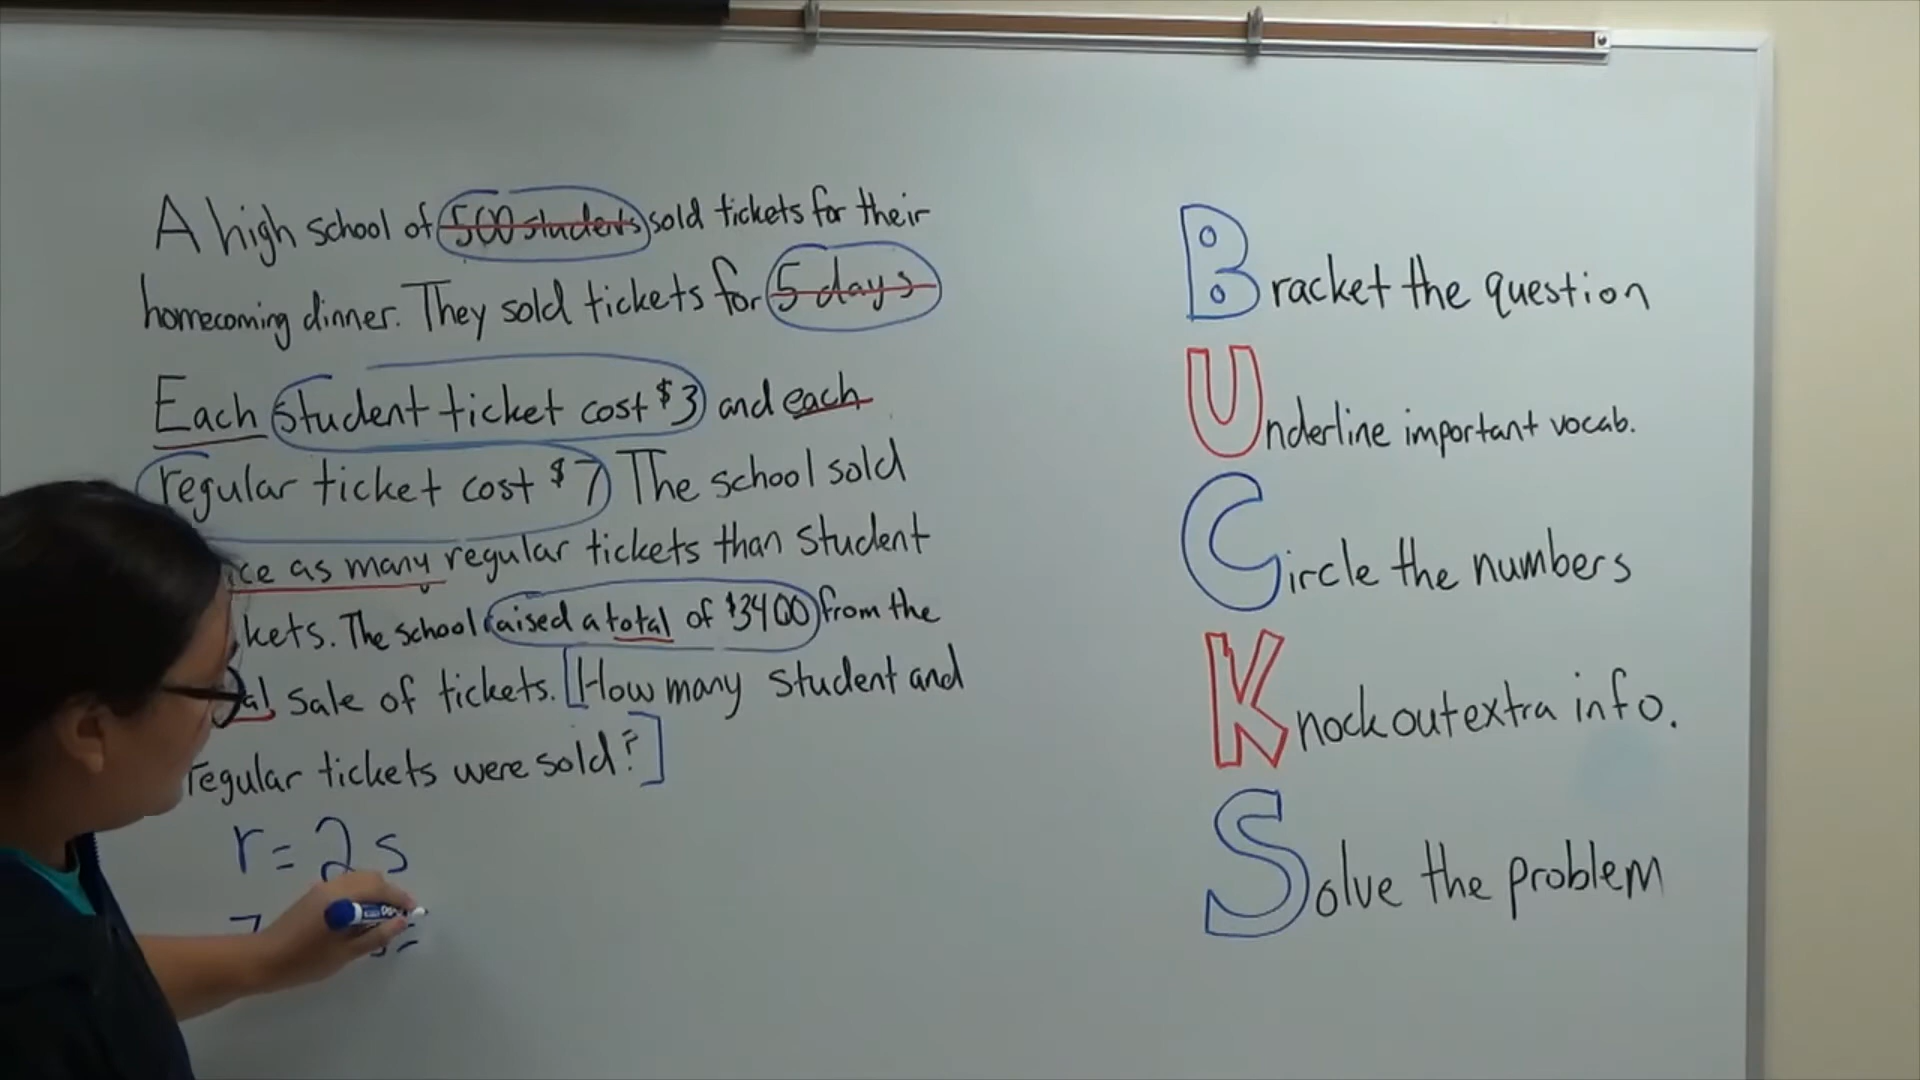 A high school of 500 students sold tickets for their
homecoming dinner. They sold tickets for 5 days
Each student ticket cost $3 and each
regular ticket cost $7 The school sold
as many regular tickets than student
The school raised a total of $3400 from the
sale of tickets. [How many student and
regular tickets were sold?]
r = 2s
7
=
Bracket the question
Underline important vocab.
Circle the numbers
Knock out extra info.
Solve the problem